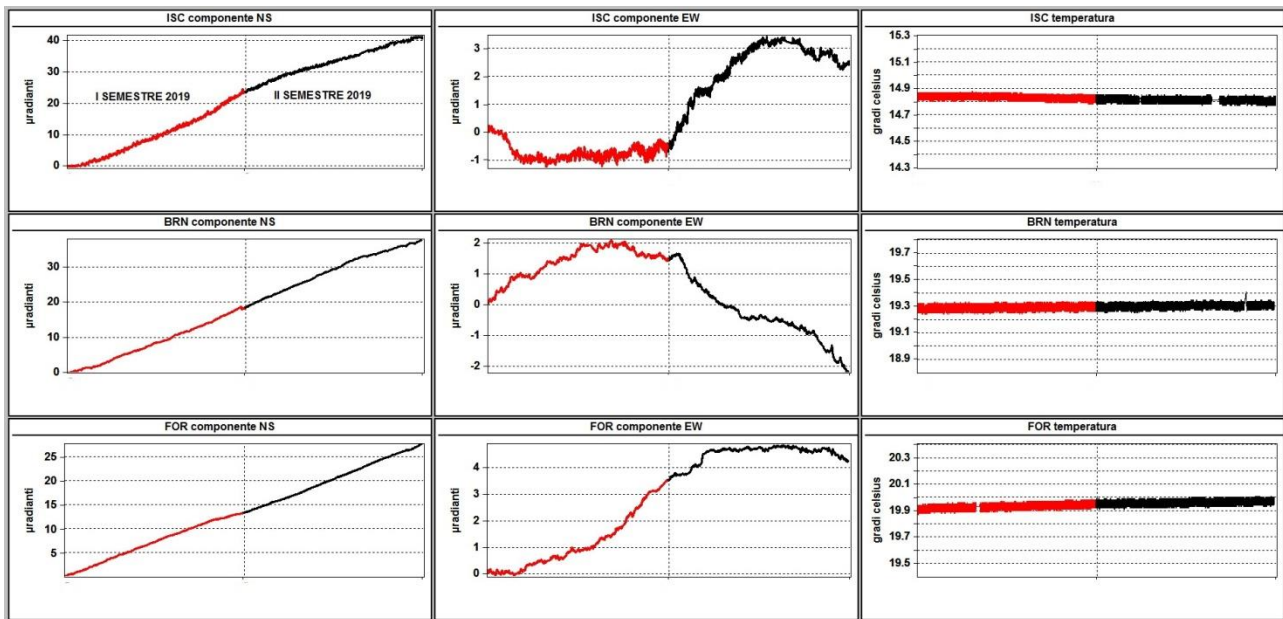 ISC componente NS
40
30
20
10
0
µradianti
I SEMESTRE 2019
II SEMESTRE 2019
ISC componente EW
3
2
1
0
-1
µradianti
ISC temperatura
15.3
15.1
14.9
14.7
14.5
14.3
gradi celsius
BRN componente NS
30
20
10
0
µradianti
BRN componente EW
2
1
0
-1
-2
µradianti
BRN temperatura
19.7
19.5
19.3
19.1
18.9
gradi celsius
FOR componente NS
25
20
15
10
5
µradianti
FOR componente EW
4
3
2
1
0
µradianti
FOR temperatura
20.3
20.1
19.9
19.7
19.5
gradi celsius